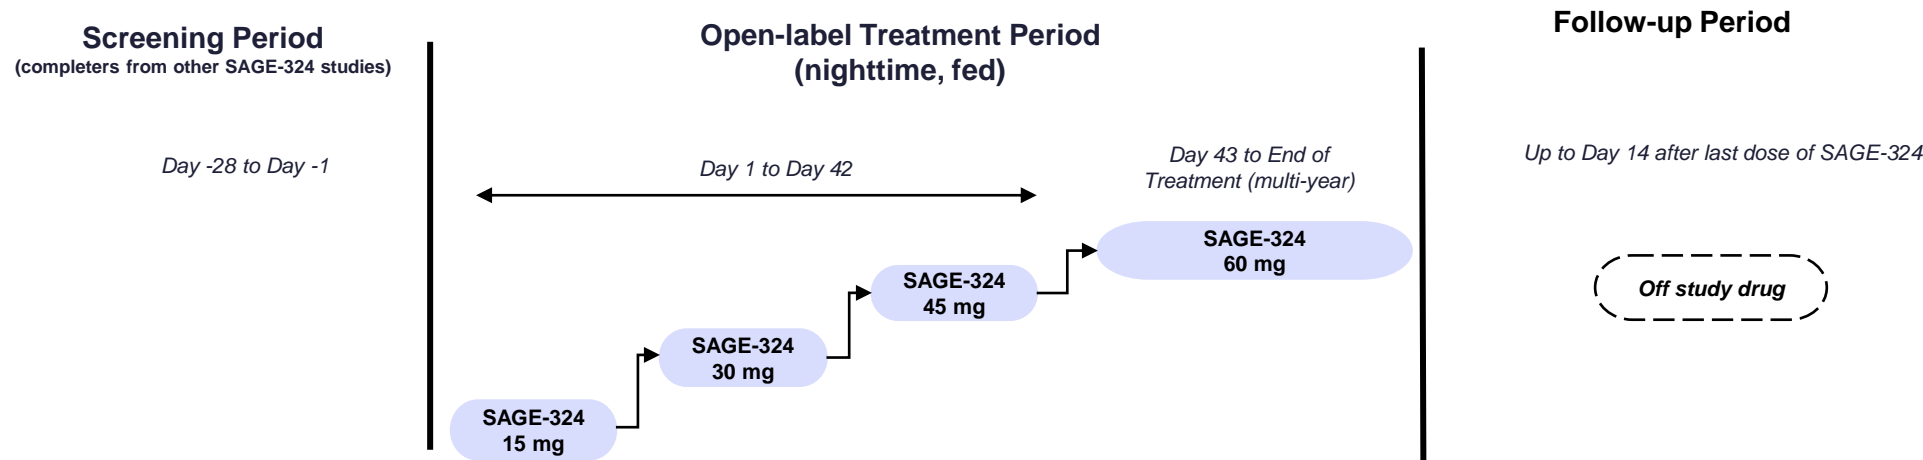 Screening Period
(completers from other SAGE-324 studies)
Day -28 to Day -1
Open-label Treatment Period
(nighttime, fed)
Day 1 to Day 42
Day 43 to End of
Treatment (multi-year)
SAGE-324
15 mg
SAGE-324
30 mg
SAGE-324
45 mg
SAGE-324
60 mg
Follow-up Period
Up to Day 14 after last dose of SAGE-324
Off study drug